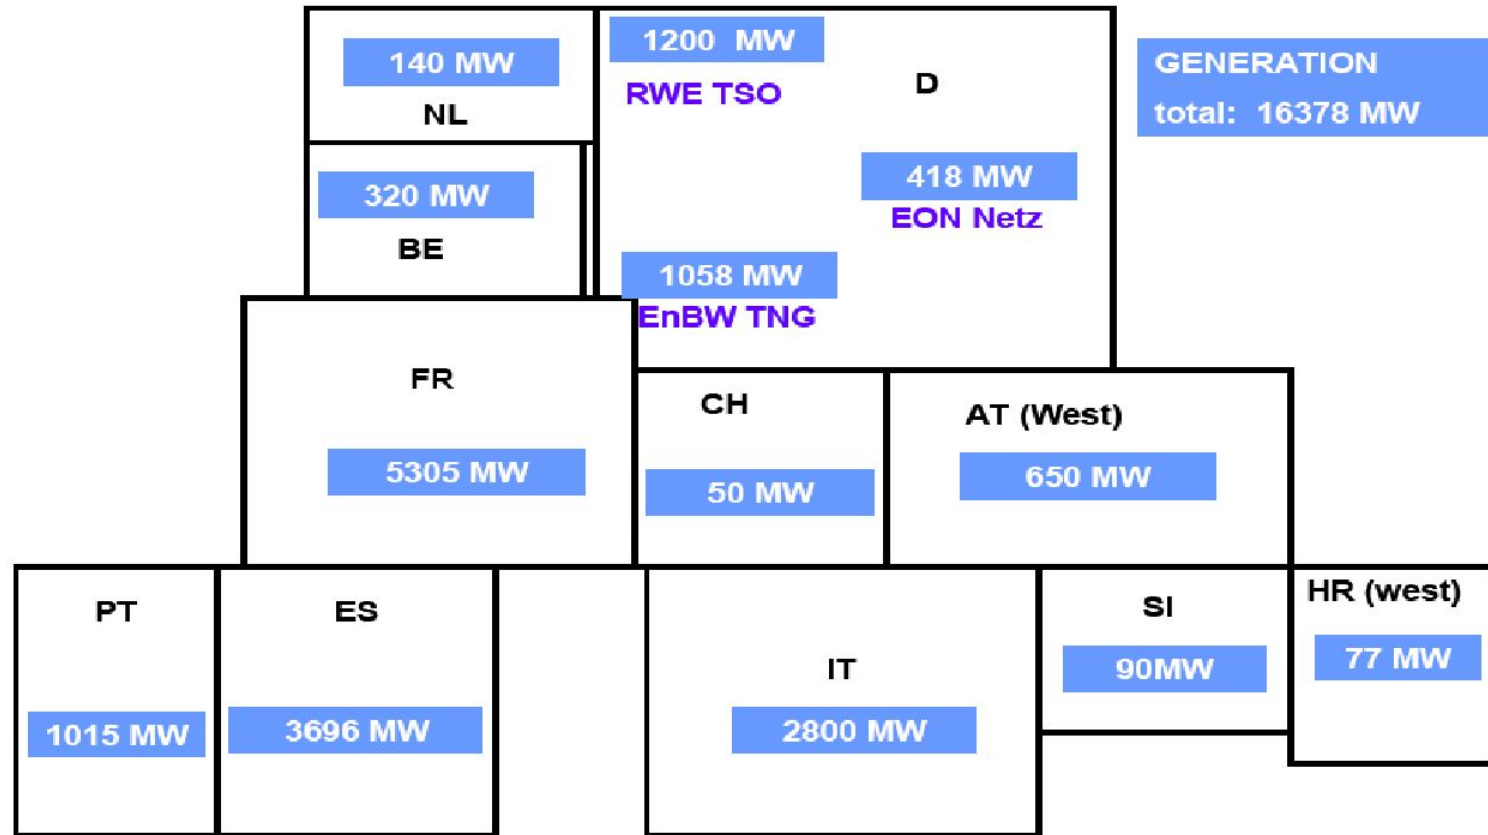 140 MW
NL
1200 MW
RWE TSO
D
GENERATION
total: 16378 MW
320 MW
BE
418 MW
EON Netz
1058 MW
EnBW TNG
FR
5305 MW
CH
50 MW
AT (West)
650 MW
PT
1015 MW
ES
3696 MW
IT
2800 MW
SI
90MW
HR (west)
77 MW